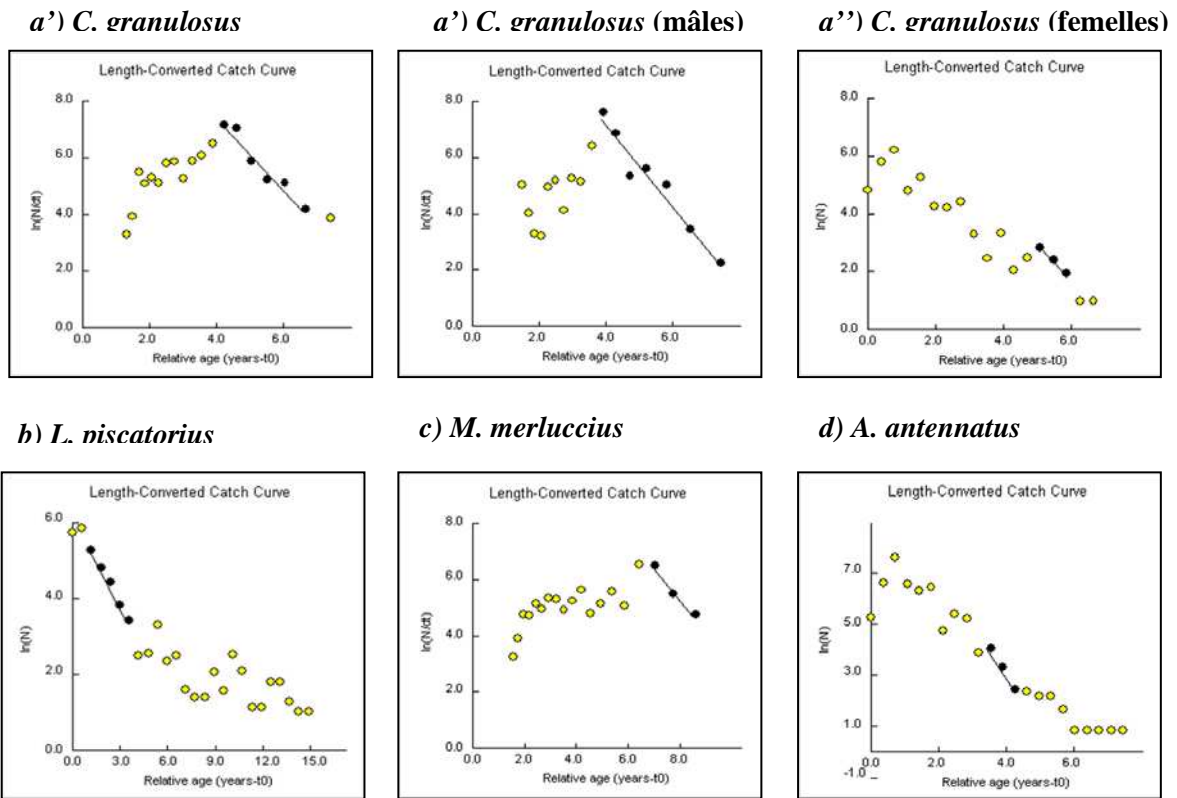 a') C. granulosus
a') C. granulosus (mâles)
a'') C. granulosus (femelles)
Length-Converted Catch Curve
8.0
6.0
4.0
2.0
0.0
ln(N/dt)
0.0 2.0 4.0 6.0
Relative age (years-t0)
Length-Converted Catch Curve
8.0
6.0
4.0
2.0
0.0
ln(N/dt)
0.0 2.0 4.0 6.0
Relative age (years-t0)
Length-Converted Catch Curve
8.0
6.0
4.0
2.0
0.0
ln(N)
0.0 2.0 4.0 6.0
Relative age (years-t0)
b) L. piscatorius
c) M. merluccius
d) A. antennatus
Length-Converted Catch Curve
6.0
4.0
2.0
0.0
ln(N)
0.0 3.0 6.0 9.0 12.0 15.0
Relative age (years-t0)
Length-Converted Catch Curve
8.0
6.0
4.0
2.0
0.0
ln(N/dt)
0.0 2.0 4.0 6.0 8.0
Relative age (years-t0)
Length-Converted Catch Curve
7.0
5.0
3.0
1.0
-1.0
ln(N)
0.0 2.0 4.0 6.0
Relative age (years-t0)